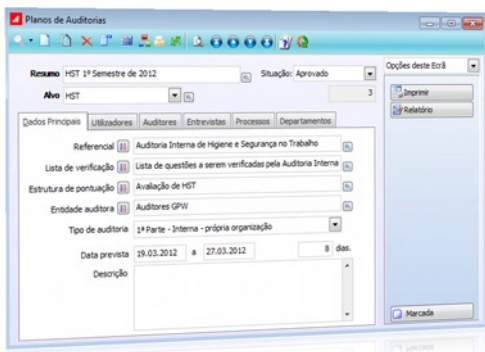 Planos de Auditorias
Resumo HST 1º Semestre de 2012 Situação: Aprovado
Opções deste Ecrã
Alvo HST 3
Imprimir
Relatório
Dados Principais Utilizadores Auditores Entrevistas Processos Departamentos
Referencial Auditoria Interna de Higiene e Segurança no Trabalho
Lista de verificação Lista de questões a serem verificadas pela Auditoria Interna
Estrutura de pontuação Avaliação de HST
Entidade auditora Auditores GPW
Tipo de auditoria 1ª Parte - Interna - própria organização
Data prevista 19.03.2012 a 27.03.2012 8 dias.
Descrição
Marcada